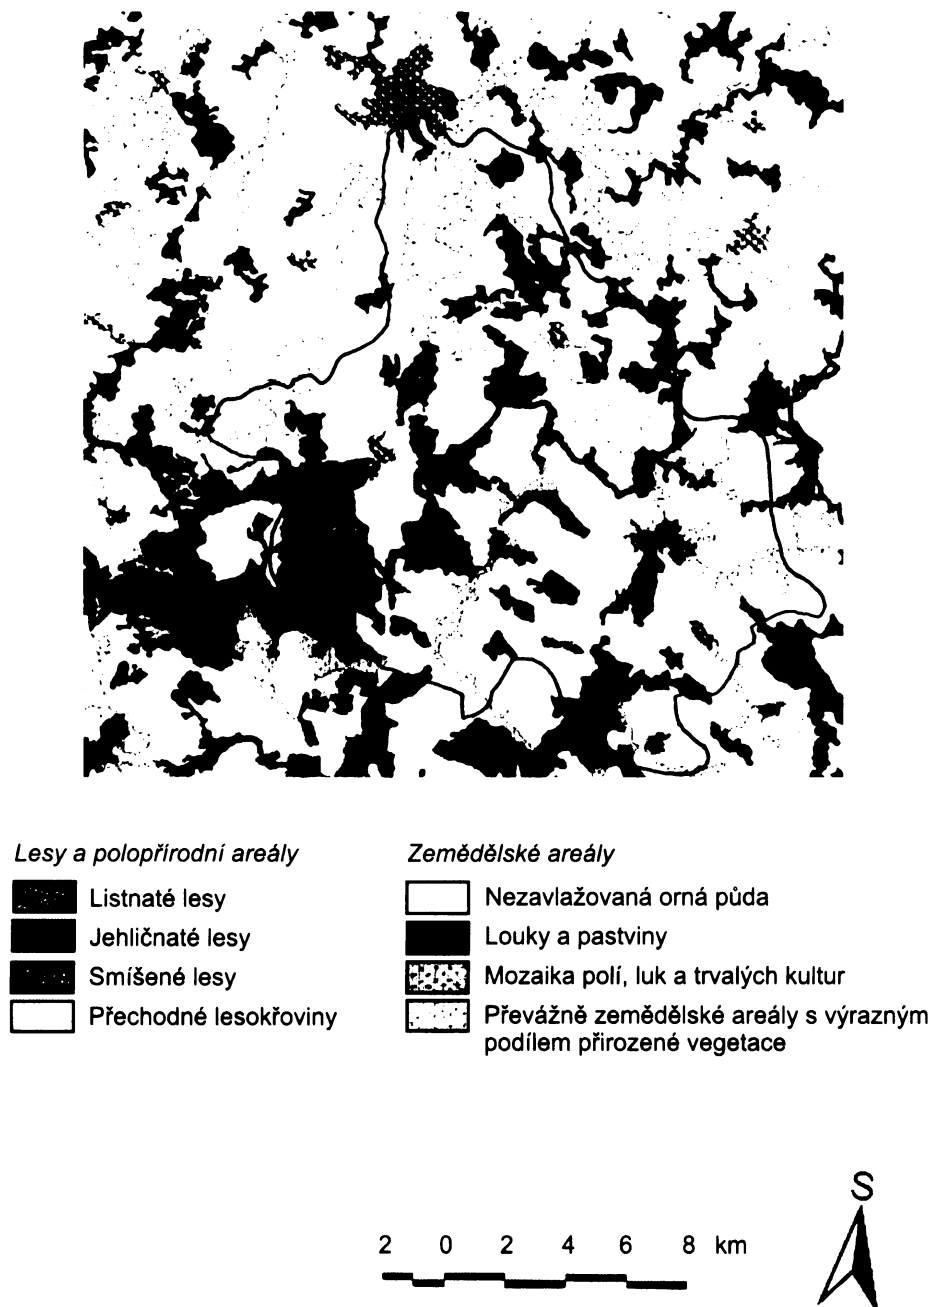 Lesy a polopřírodní areály
Listnaté lesy
Jehličnaté lesy
Smíšené lesy
Přechodné lesokřoviny
Zemědělské areály
Nezavlažovaná orná půda
Louky a pastviny
Mozaika polí, luk a trvalých kultur
Převážně zemědělské areály s výrazným
podílem přirozené vegetace
S
2 0 2 4 6 8 km